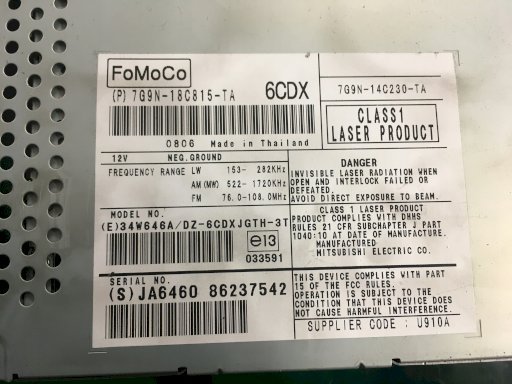 FoMoCo
(P) 7G9N-18C815-TA 6CDX
0806 Made in Thailand
7G9N-14C230-TA
CLASS1
LASER PRODUCT
12V NEG.GROUND
FREQUENCY RANGE LW 153- 282KHz
AM(MW) 522- 1720KHz
FM 76.0-108.0MHz
DANGER
INVISIBLE LASER RADIATION WHEN
OPEN AND INTERLOCK FAILED OR
DEFEATED.
AVOID DIRECT EXPOSURE TO BEAM.
MODEL NO.
(E)34W646A/DZ-6CDXJGTH-3T
e13
033591
CLASS 1 LASER PRODUCT
PRODUCT COMPLIES WITH DHHS
RULES 21 CFR SUBCHAPTER J PART
1040:10 AT DATE OF MANUFACTURE.
MANUFACTURED
MITSUBISHI ELECTRIC CO.
SERIAL NO.
(S)JA6460 86237542
THIS DEVICE COMPLIES WITH PART
15 OF THE FCC RULES.
OPERATION IS SUBJECT TO THE
CONDITION THAT THIS DEVICE DOES
NOT CAUSE HARMFUL INTERFERENCE.
SUPPLIER CODE : U910A